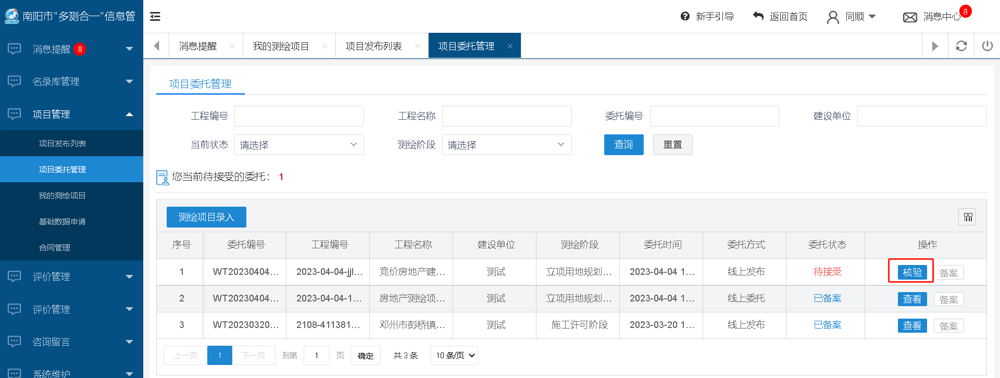 南阳市"多测合一"信息管
新手引导 返回首页 同顺 消息中心 8
消息提醒 8
名录库管理
项目管理
项目发布列表
项目委托管理
我的测绘项目
基础数据申请
合同管理
评价管理
评价管理
咨询留言
系统维护
消息提醒 × 我的测绘项目 × 项目发布列表 × 项目委托管理 ×
项目委托管理
工程编号 工程名称 委托编号 建设单位
当前状态 请选择 测绘阶段 请选择 查询 重置
您当前待接受的委托： 1
测绘项目录入
序号 委托编号 工程编号 工程名称 建设单位 测绘阶段 委托时间 委托方式 委托状态 操作
1 WT20230404... 2023-04-04-jjl... 竞价房地产建... 测试 立项用地规划... 2023-04-04 1... 线上发布 待接受 核验 备案
2 WT20230404... 2023-04-04-1... 房地产测绘项... 测试 立项用地规划... 2023-04-04 1... 线上委托 已备案 查看 备案
3 WT20230320... 2108-411381... 邓州市彭桥镇... 测试 施工许可阶段 2023-03-20 1... 线上发布 已备案 查看 备案
上一页 1 下一页 到第 1 页 确定 共 3 条 10 条/页